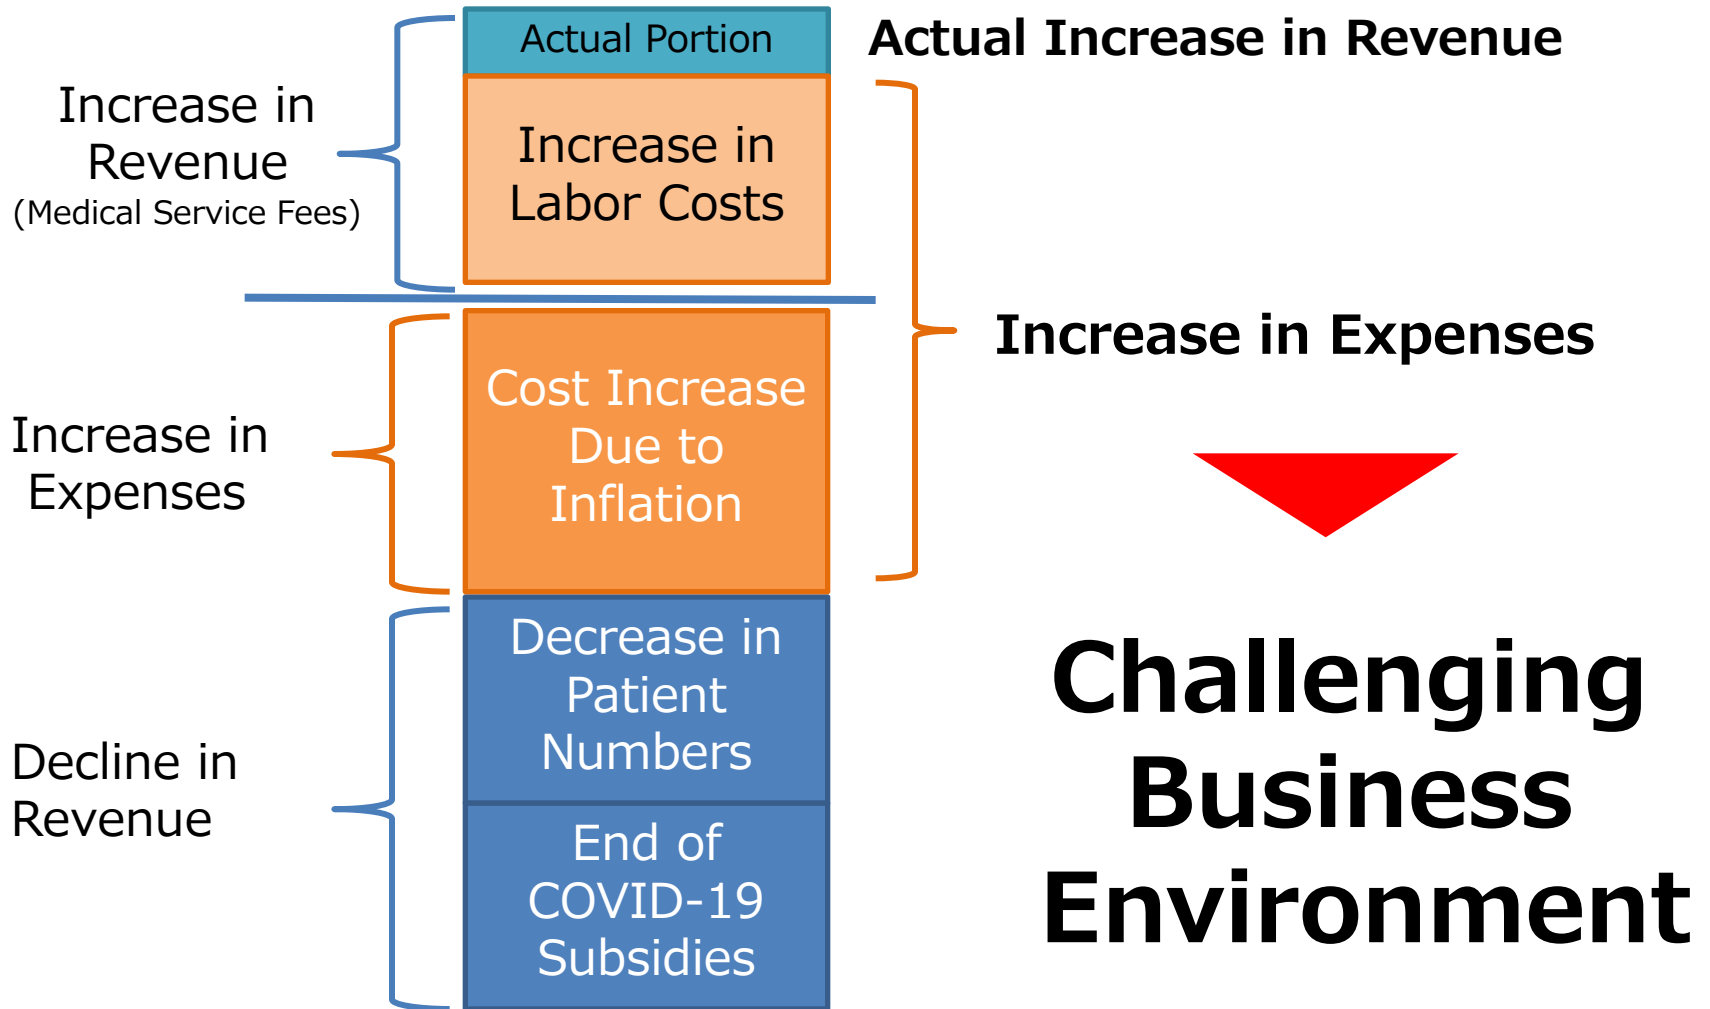 Actual Portion
Actual Increase in Revenue
Increase in
Revenue
(Medical Service Fees)
Increase in
Labor Costs
Increase in Expenses
Increase in
Expenses
Cost Increase
Due to
Inflation
Decline in
Revenue
Decrease in
Patient
Numbers
End of
COVID-19
Subsidies
Challenging
Business
Environment